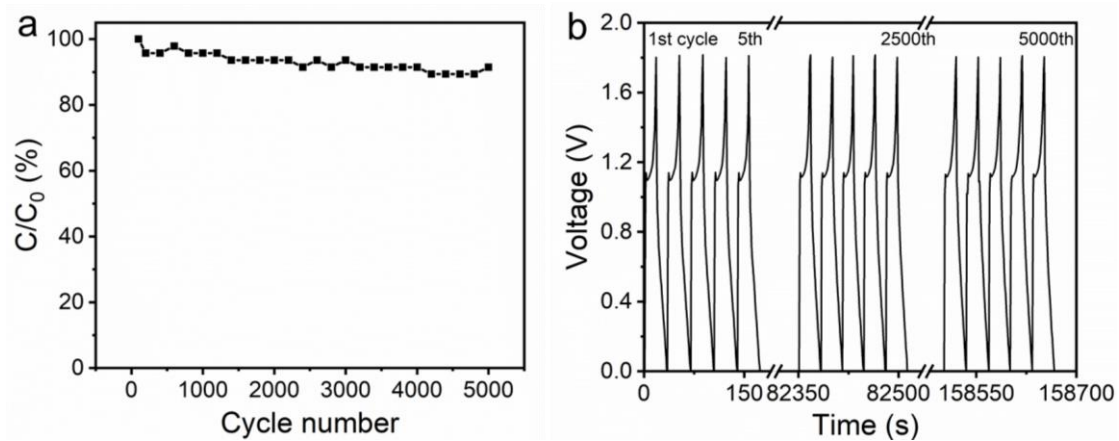 a
100
80
60
40
20
0
C/C₀ (%)
0 1000 2000 3000 4000 5000
Cycle number
b
2.0
1.6
1.2
0.8
0.4
0.0
Voltage (V)
1st cycle 5th 2500th 5000th
0 150 82350 82500 158550 158700
Time (s)